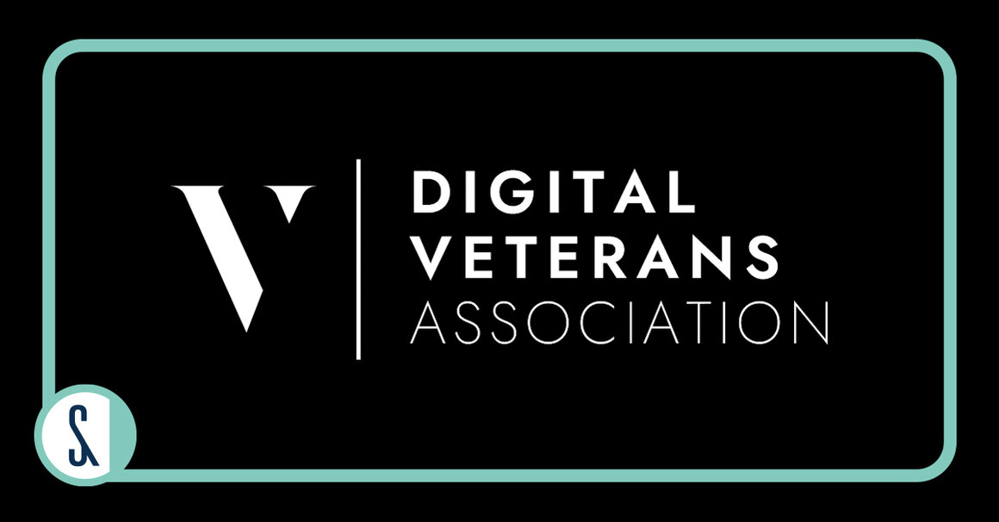 V
DIGITAL
VETERANS
ASSOCIATION